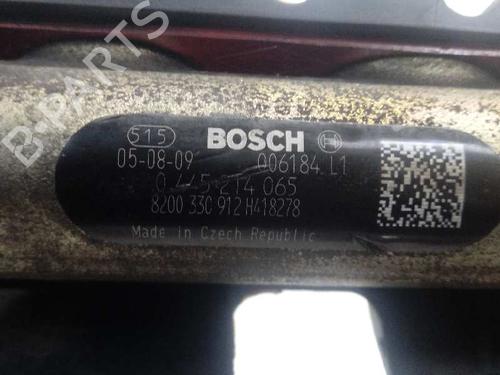 B-PARTS
515 BOSCH
05-08-09 006184 L1
0 445 214 065
8200 330 912 H418278
Made in Czech Republic